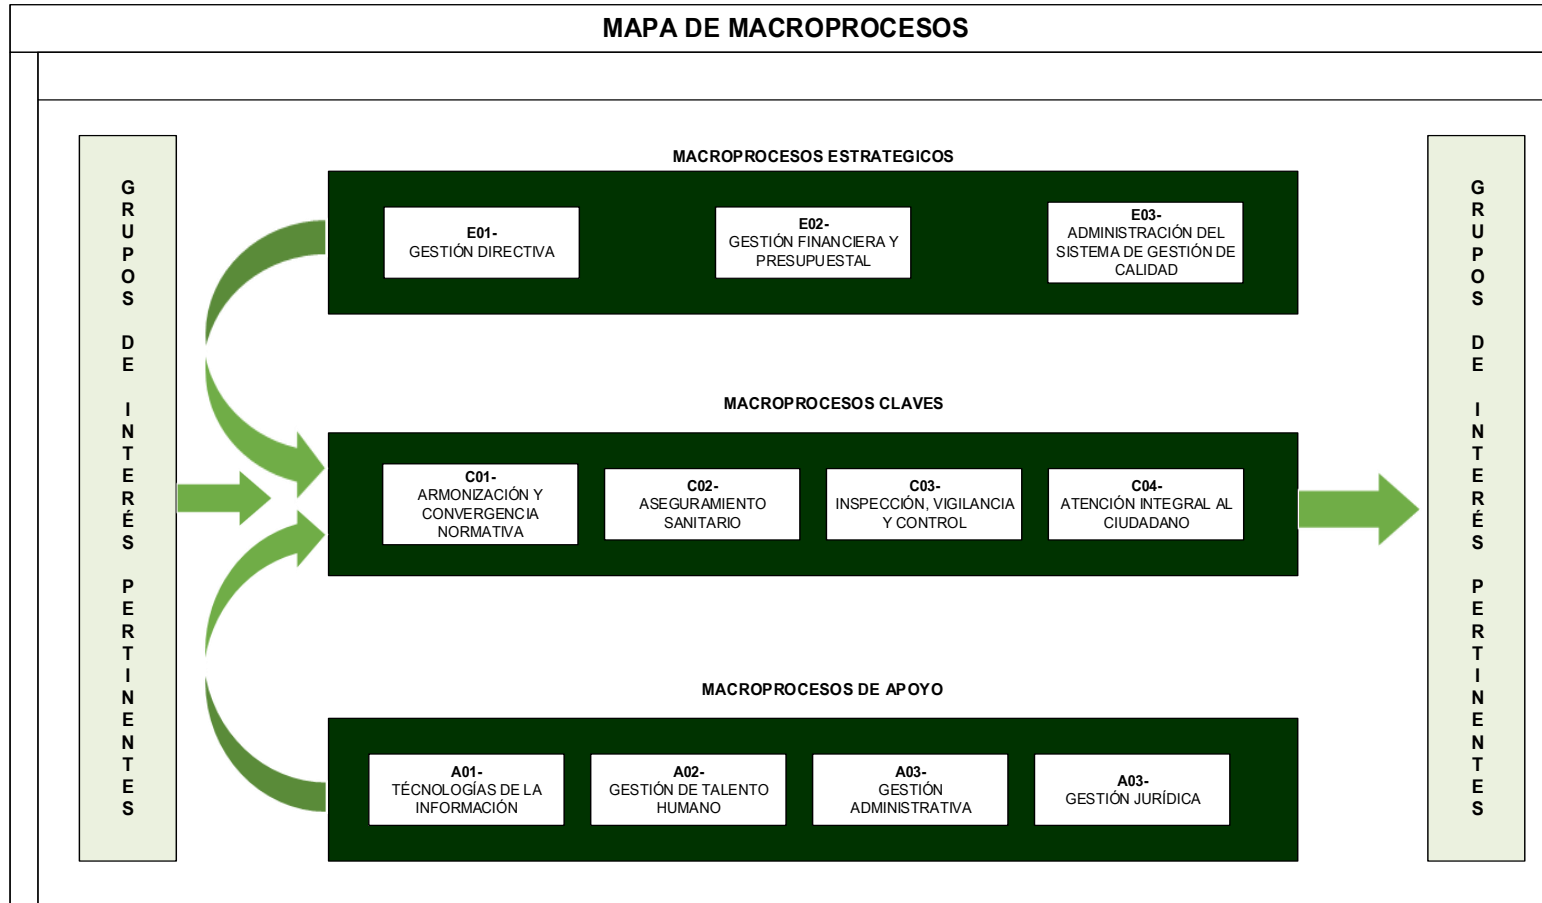 MAPA DE MACROPROCESOS
GRUPOS DE INTERÉS PERTINENTES
MACROPROCESOS ESTRATEGICOS
E01-
GESTIÓN DIRECTIVA
E02-
GESTIÓN FINANCIERA Y
PRESUPUESTAL
E03-
ADMINISTRACIÓN DEL
SISTEMA DE GESTIÓN DE
CALIDAD
MACROPROCESOS CLAVES
C01-
ARMONIZACIÓN Y
CONVERGENCIA
NORMATIVA
C02-
ASEGURAMIENTO
SANITARIO
C03-
INSPECCIÓN, VIGILANCIA
Y CONTROL
C04-
ATENCIÓN INTEGRAL AL
CIUDADANO
MACROPROCESOS DE APOYO
A01-
TÉCNOLOGÍAS DE LA
INFORMACIÓN
A02-
GESTIÓN DE TALENTO
HUMANO
A03-
GESTIÓN
ADMINISTRATIVA
A03-
GESTIÓN JURÍDICA
GRUPOS DE INTERÉS PERTINENTES